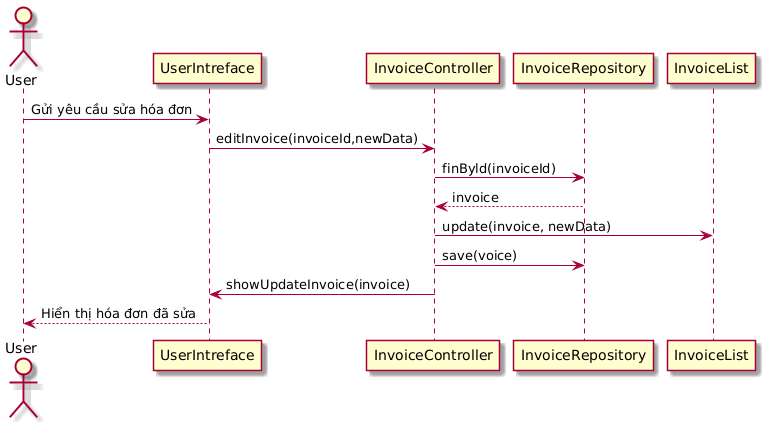 User
UserIntreface
InvoiceController
InvoiceRepository
InvoiceList
Gửi yêu cầu sửa hóa đơn
editInvoice(invoiceId,newData)
finById(invoiceId)
invoice
update(invoice, newData)
save(voice)
showUpdateInvoice(invoice)
Hiển thị hóa đơn đã sửa
User
UserIntreface
InvoiceController
InvoiceRepository
InvoiceList